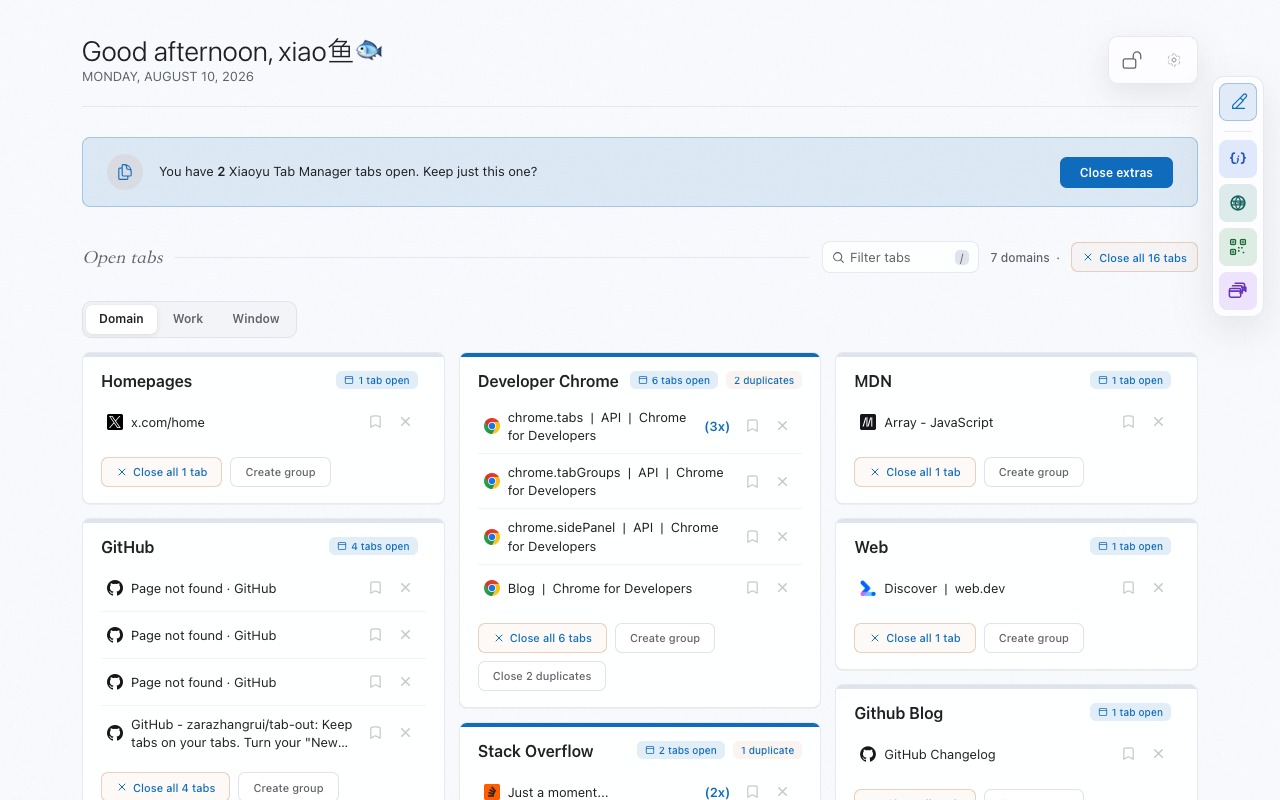 Good afternoon, xiao鱼🐟
MONDAY, AUGUST 10, 2026
You have 2 Xiaoyu Tab Manager tabs open. Keep just this one?
Close extras
Open tabs
Filter tabs
/
7 domains ·
Close all 16 tabs
Domain
Work
Window
Homepages
1 tab open
x.com/home
Close all 1 tab
Create group
GitHub
4 tabs open
Page not found · GitHub
Page not found · GitHub
Page not found · GitHub
GitHub - zarazhangrui/tab-out: Keep
tabs on your tabs. Turn your "New...
Close all 4 tabs
Create group
Developer Chrome
6 tabs open
2 duplicates
chrome.tabs | API | Chrome
for Developers
(3x)
chrome.tabGroups | API | Chrome
for Developers
chrome.sidePanel | API | Chrome
for Developers
Blog | Chrome for Developers
Close all 6 tabs
Create group
Close 2 duplicates
Stack Overflow
2 tabs open
1 duplicate
Just a moment...
(2x)
MDN
1 tab open
Array - JavaScript
Close all 1 tab
Create group
Web
1 tab open
Discover | web.dev
Close all 1 tab
Create group
Github Blog
1 tab open
GitHub Changelog